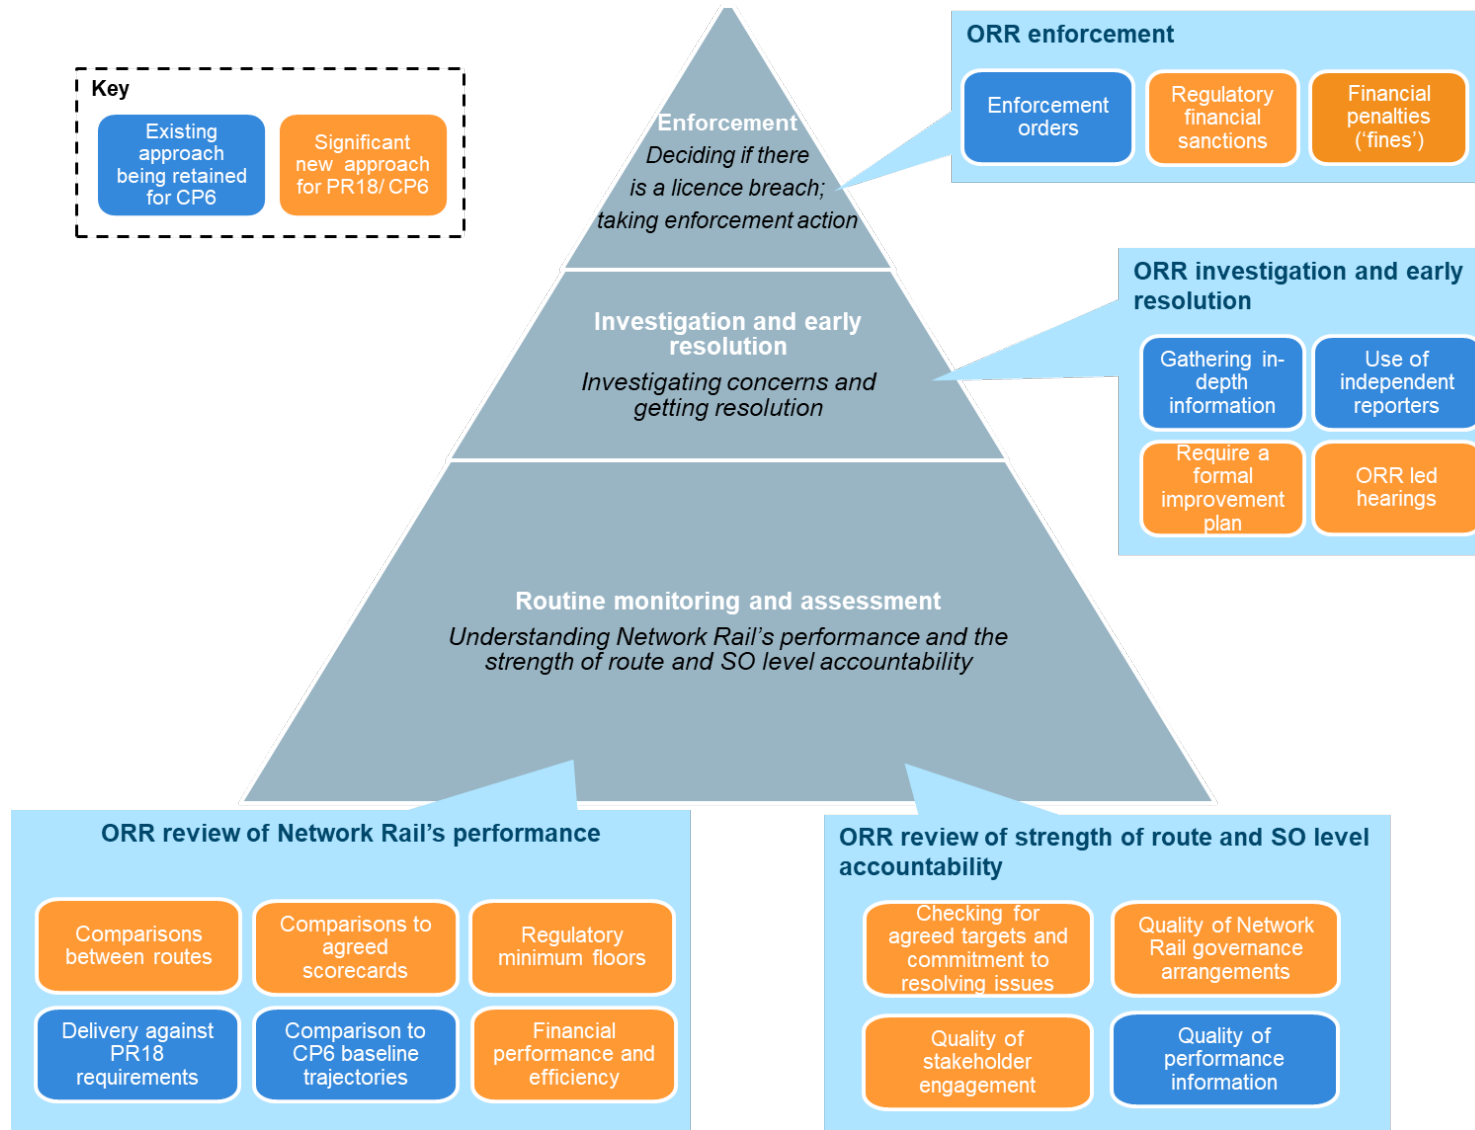 Key
Existing
approach
being retained
for CP6
Significant
new approach
for PR18/ CP6
Enforcement
Deciding if there
is a licence breach;
taking enforcement action
ORR enforcement
Enforcement
orders
Regulatory
financial
sanctions
Financial
penalties
(‘fines’)
Investigation and early
resolution
Investigating concerns and
getting resolution
ORR investigation and early
resolution
Gathering in-
depth
information
Use of
independent
reporters
Require a
formal
improvement
plan
ORR led
hearings
Routine monitoring and assessment
Understanding Network Rail’s performance and the
strength of route and SO level accountability
ORR review of Network Rail’s performance
Comparisons
between routes
Comparisons to
agreed
scorecards
Regulatory
minimum floors
Delivery against
PR18
requirements
Comparison to
CP6 baseline
trajectories
Financial
performance and
efficiency
ORR review of strength of route and SO level
accountability
Checking for
agreed targets and
commitment to
resolving issues
Quality of Network
Rail governance
arrangements
Quality of
stakeholder
engagement
Quality of
performance
information